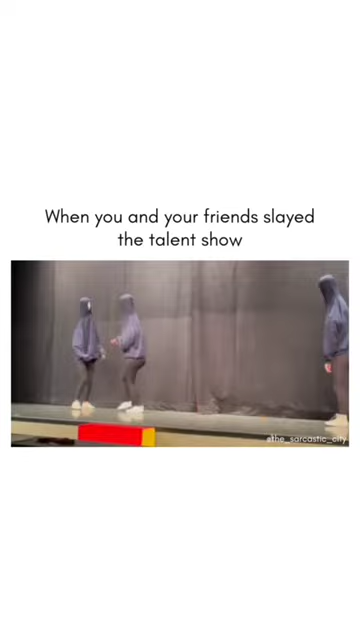 When you and your friends slayed
the talent show
@the_sarcastic_city